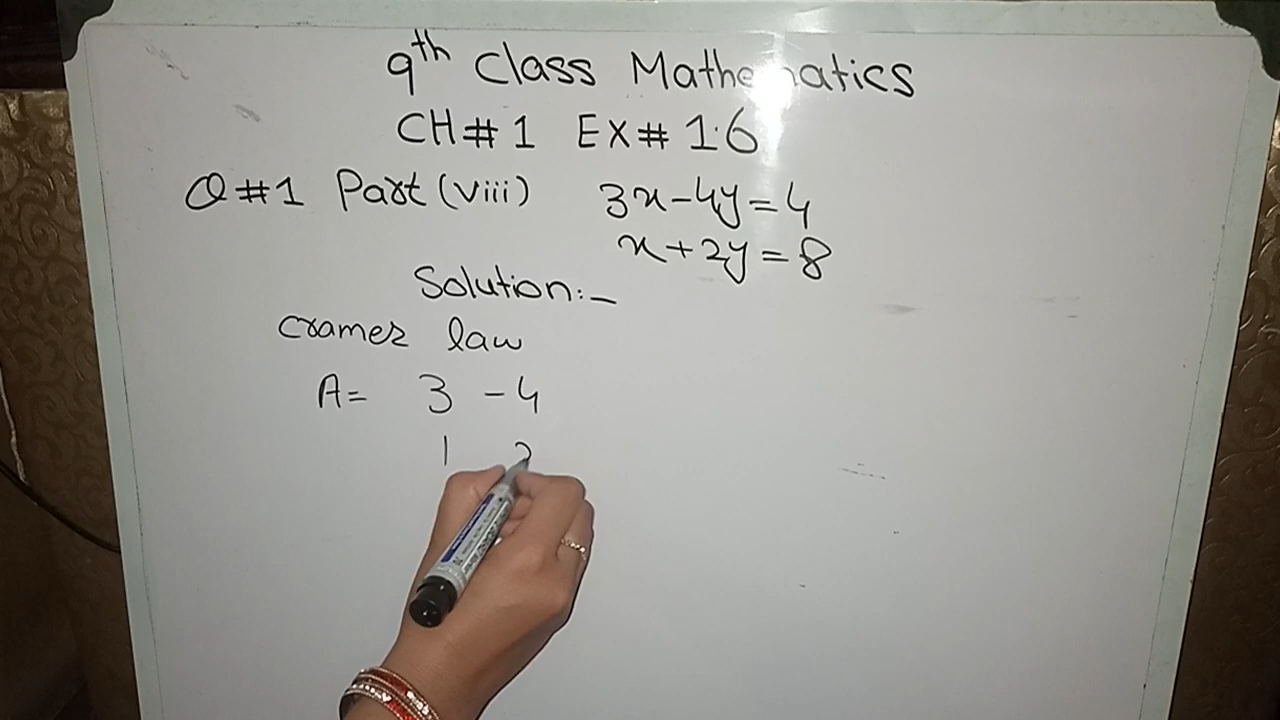 9th Class Mathematics
CH# 1 EX# 1.6
Q#1 Part (viii) 3x-4y=4
x+2y=8
Solution:-
Cramer law
A= 3 -4
1 2